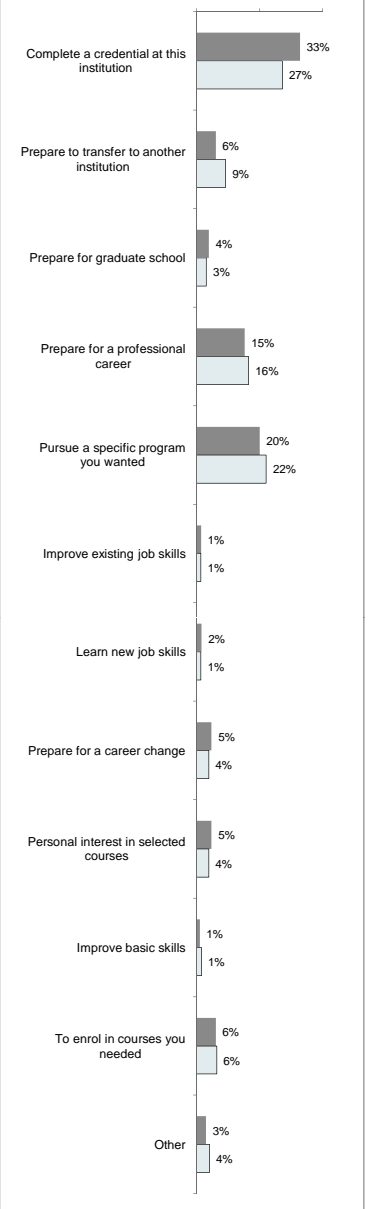 Complete a credential at this
institution
33%
27%
Prepare to transfer to another
institution
6%
9%
Prepare for graduate school
4%
3%
Prepare for a professional
career
15%
16%
Pursue a specific program
you wanted
20%
22%
Improve existing job skills
1%
1%
Learn new job skills
2%
1%
Prepare for a career change
5%
4%
Personal interest in selected
courses
5%
4%
Improve basic skills
1%
1%
To enrol in courses you
needed
6%
6%
Other
3%
4%